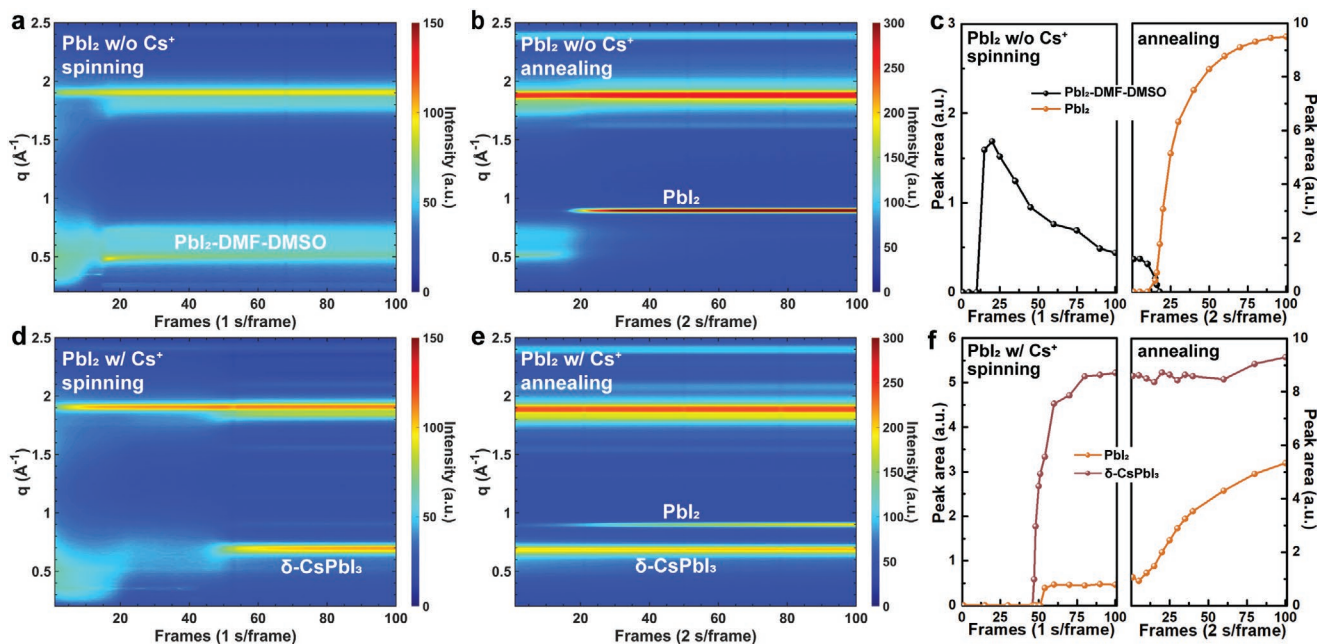 a
PbI₂ w/o Cs⁺
spinning
PbI₂-DMF-DMSO
2.5
2
1.5
1
0.5
q (Å⁻¹)
20 40 60 80 100
Frames (1 s/frame)
150
100
50
0
Intensity (a.u.)
b
PbI₂ w/o Cs⁺
annealing
PbI₂
2.5
2
1.5
1
0.5
q (Å⁻¹)
20 40 60 80 100
Frames (2 s/frame)
300
250
200
150
100
50
0
Intensity (a.u.)
c
PbI₂ w/o Cs⁺
spinning
annealing
PbI₂-DMF-DMSO
PbI₂
3
2
1
0
Peak area (a.u.)
10
8
6
4
2
0
Peak area (a.u.)
0 25 50 75 100
0 25 50 75 100
Frames (1 s/frame)
Frames (2 s/frame)
d
PbI₂ w/ Cs⁺
spinning
δ-CsPbI₃
2.5
2
1.5
1
0.5
q (Å⁻¹)
20 40 60 80 100
Frames (1 s/frame)
150
100
50
0
Intensity (a.u.)
e
PbI₂ w/ Cs⁺
annealing
PbI₂
δ-CsPbI₃
2.5
2
1.5
1
0.5
q (Å⁻¹)
20 40 60 80 100
Frames (2 s/frame)
300
250
200
150
100
50
0
Intensity (a.u.)
f
PbI₂ w/ Cs⁺
spinning
annealing
PbI₂
δ-CsPbI₃
6
5
4
3
2
1
0
Peak area (a.u.)
10
8
6
4
2
0
Peak area (a.u.)
0 25 50 75 100
0 25 50 75 100
Frames (1 s/frame)
Frames (2 s/frame)